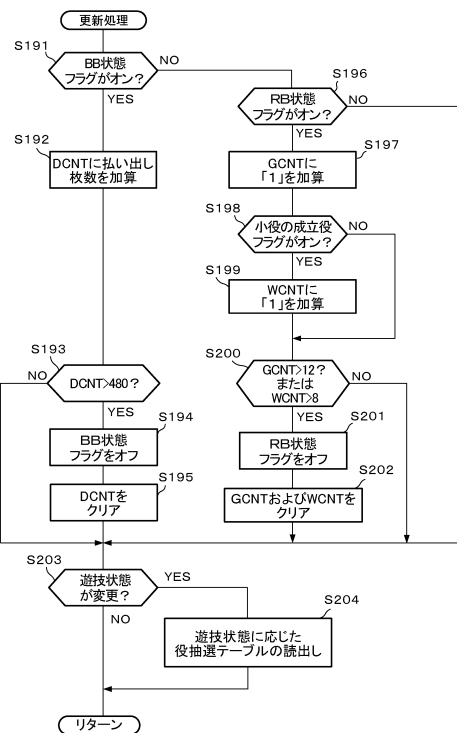 更新処理
S191
BB状態
フラグがオン?
NO
YES
S192
DCNTに払い出し
枚数を加算
S196
RB状態
フラグがオン?
NO
YES
S197
GCNTに
「1」を加算
S198
小役の成立役
フラグがオン?
NO
YES
S199
WCNTに
「1」を加算
S193
DCNT>480?
NO
YES
S194
BB状態
フラグをオフ
S195
DCNTを
クリア
S200
GCNT>12?
または
WCNT>8
NO
YES
S201
RB状態
フラグをオフ
S202
GCNTおよびWCNTを
クリア
S203
遊技状態
が変更?
YES
NO
S204
遊技状態に応じた
役抽選テーブルの読出し
リターン